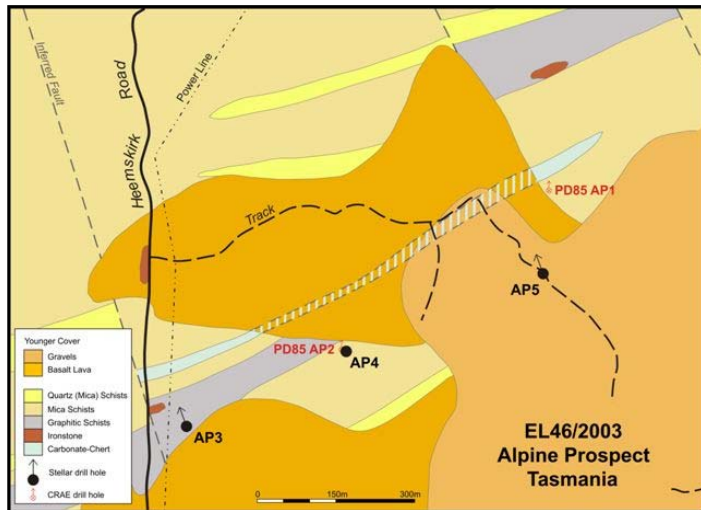 Inferred Fault
Heemskirk Road
Power Line
PD85 AP1
Track
AP5
PD85 AP2
AP4
AP3
Younger Cover
Gravels
Basalt Lava
Quartz (Mica) Schists
Mica Schists
Graphitic Schists
Ironstone
Carbonate-Chert
Stellar drill hole
CRAE drill hole
EL46/2003
Alpine Prospect
Tasmania
0 150m 300m